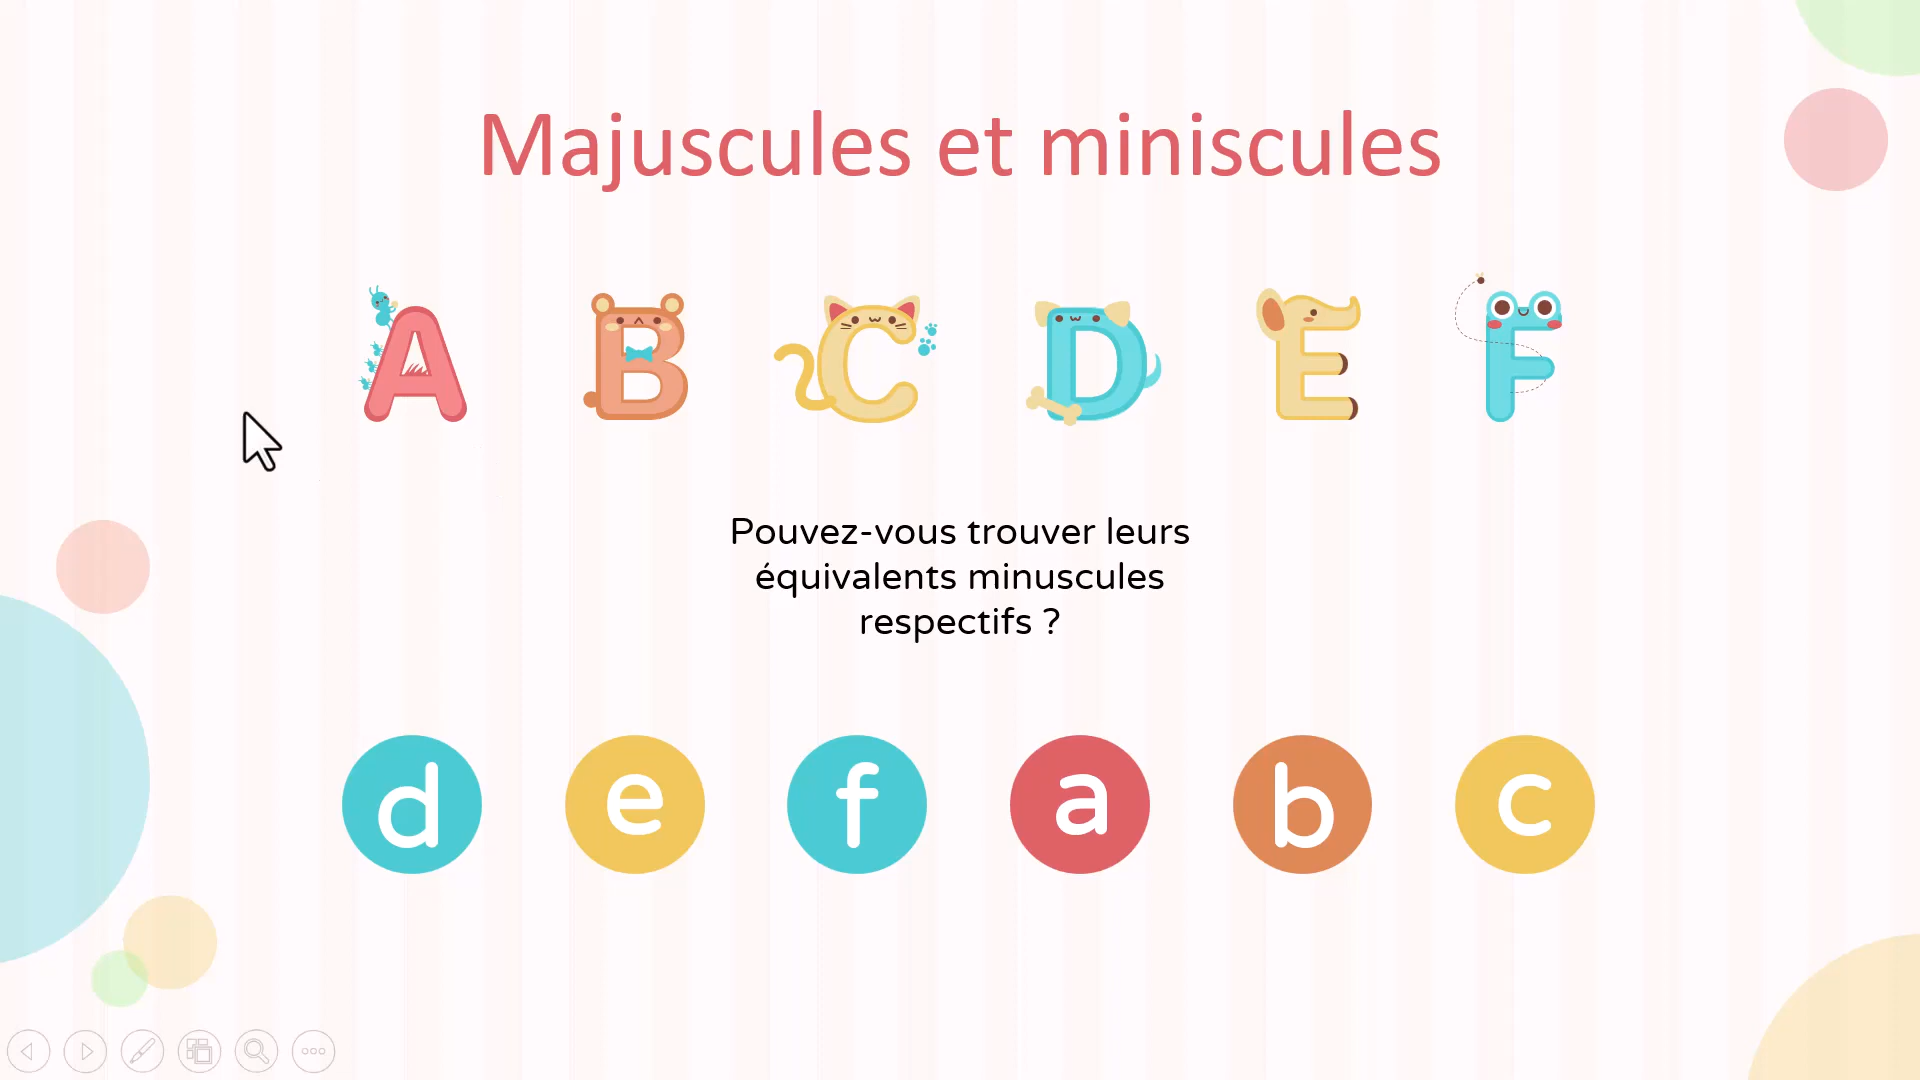 Majuscules et miniscules
A B C D E F
Pouvez-vous trouver leurs
équivalents minuscules
respectifs ?
d e f a b c